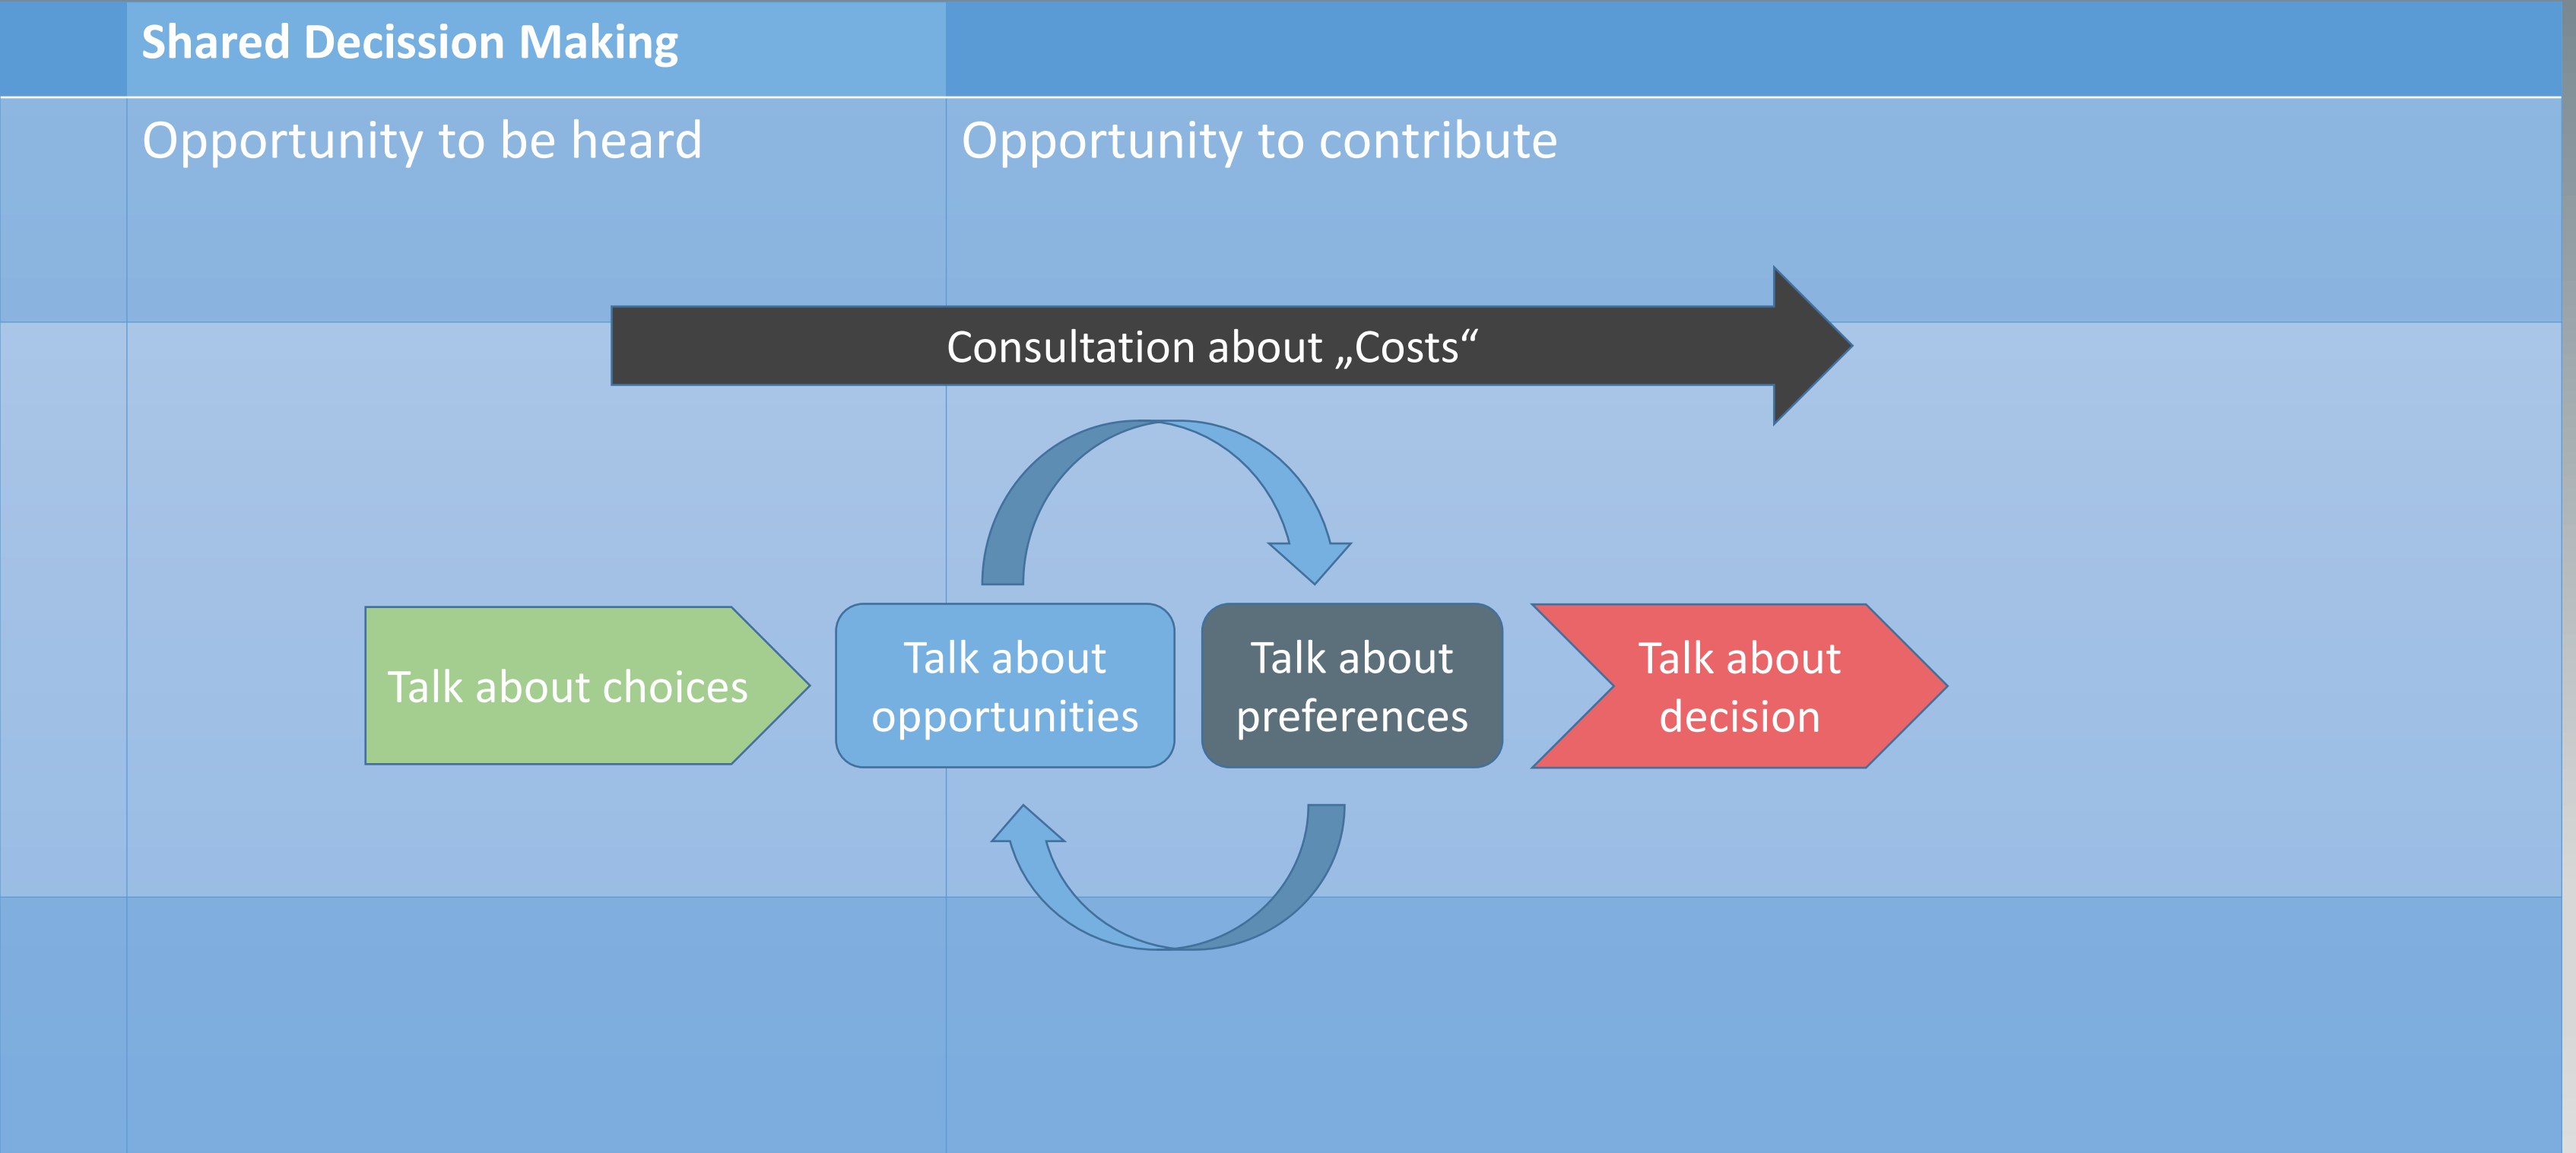 Shared Decission Making
Opportunity to be heard
Opportunity to contribute
Consultation about „Costs“
Talk about choices
Talk about
opportunities
Talk about
preferences
Talk about
decision